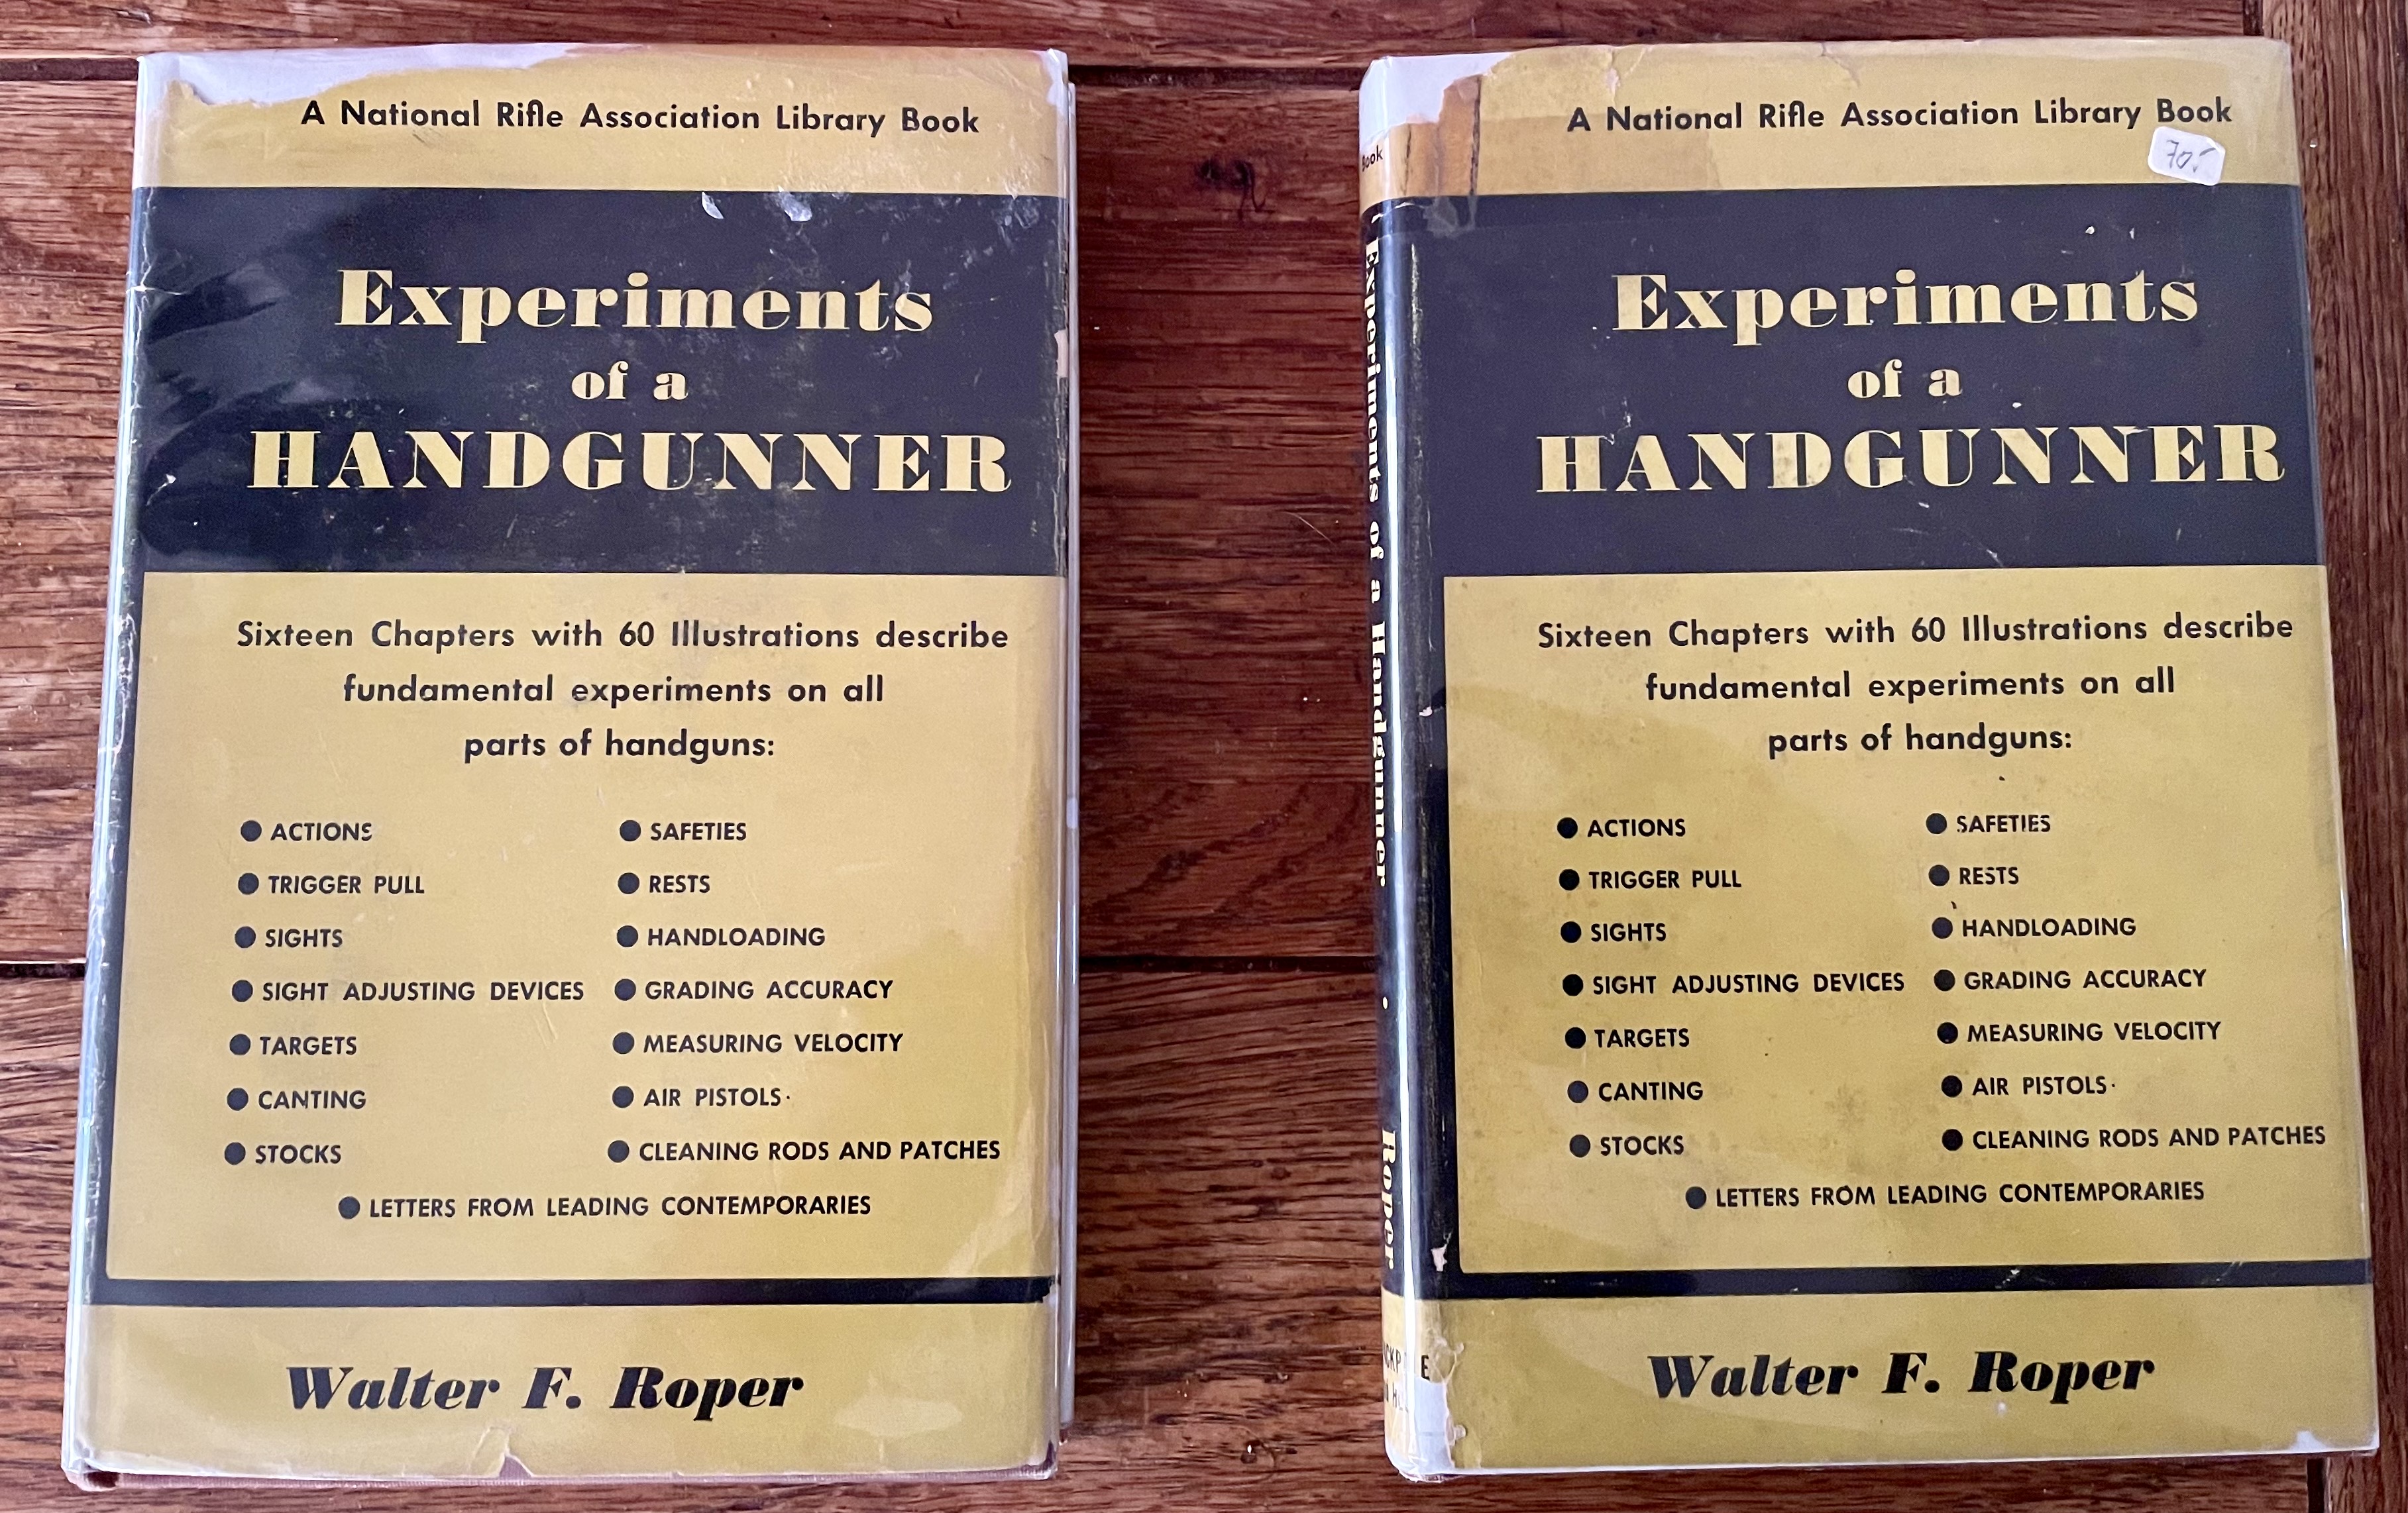 A National Rifle Association Library Book
Experiments
of a
HANDGUNNER
Sixteen Chapters with 60 Illustrations describe
fundamental experiments on all
parts of handguns:
● ACTIONS
● TRIGGER PULL
● SIGHTS
● SIGHT ADJUSTING DEVICES
● TARGETS
● CANTING
● STOCKS
● SAFETIES
● RESTS
● HANDLOADING
● GRADING ACCURACY
● MEASURING VELOCITY
● AIR PISTOLS
● CLEANING RODS AND PATCHES
● LETTERS FROM LEADING CONTEMPORARIES
Walter F. Roper
Book
Experiments of a Handgunner • Roper
A National Rifle Association Library Book
70
Experiments
of a
HANDGUNNER
Sixteen Chapters with 60 Illustrations describe
fundamental experiments on all
parts of handguns:
● ACTIONS
● TRIGGER PULL
● SIGHTS
● SIGHT ADJUSTING DEVICES
● TARGETS
● CANTING
● STOCKS
● SAFETIES
● RESTS
● HANDLOADING
● GRADING ACCURACY
● MEASURING VELOCITY
● AIR PISTOLS
● CLEANING RODS AND PATCHES
● LETTERS FROM LEADING CONTEMPORARIES
Walter F. Roper